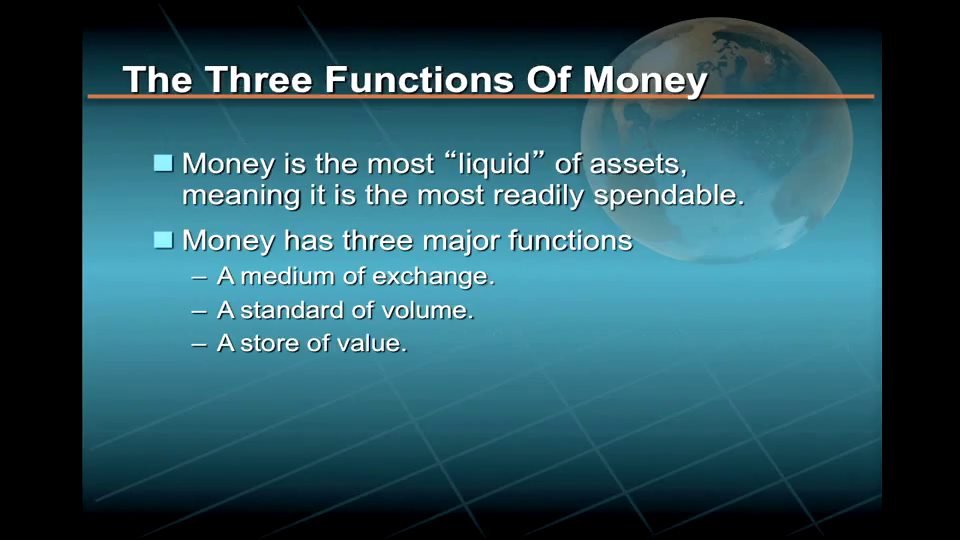 The Three Functions Of Money
Money is the most “liquid” of assets,
meaning it is the most readily spendable.
Money has three major functions
– A medium of exchange.
– A standard of volume.
– A store of value.